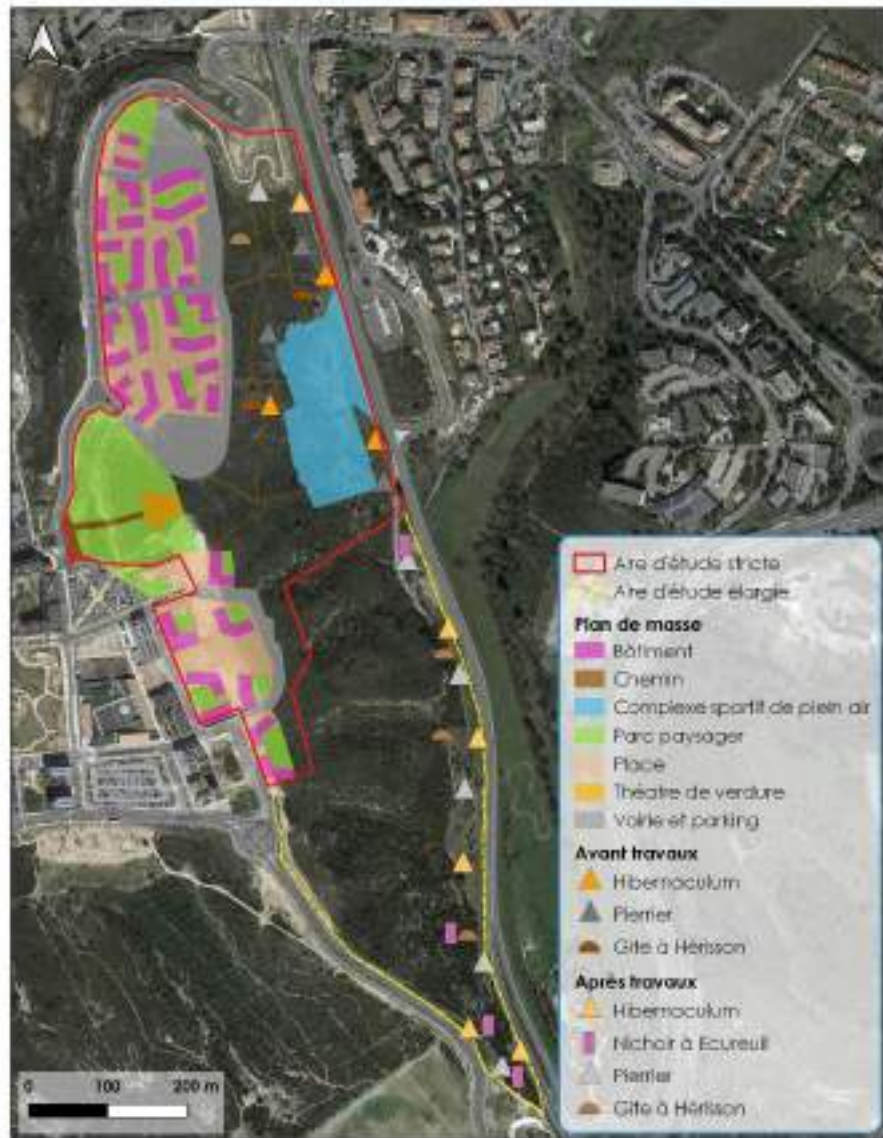 Aire d'étude stricte
Aire d'étude élargie
Plan de masse
Bâtiment
Chemin
Complexe sportif de plein air
Parc paysager
Place
Théatre de verdure
Voirie et parking
Avant travaux
Hibernaculum
Pierrier
Gîte à Hérisson
Après travaux
Hibernaculum
Nichoir à Ecureuil
Pierrier
Gîte à Hérisson
0 100 200 m